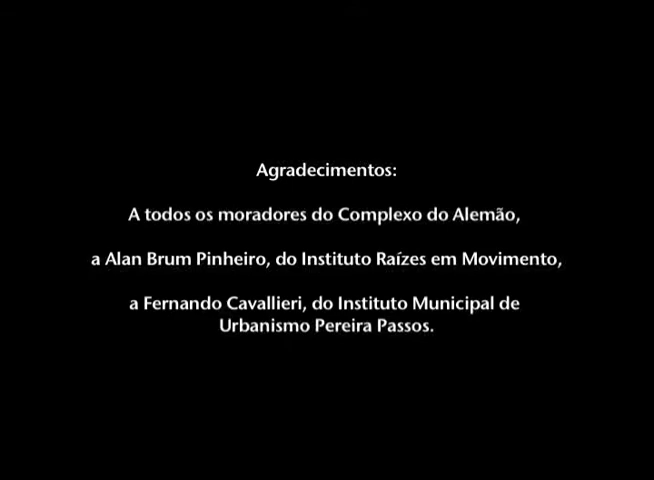 Agradecimentos:
A todos os moradores do Complexo do Alemão,
a Alan Brum Pinheiro, do Instituto Raízes em Movimento,
a Fernando Cavallieri, do Instituto Municipal de
Urbanismo Pereira Passos.